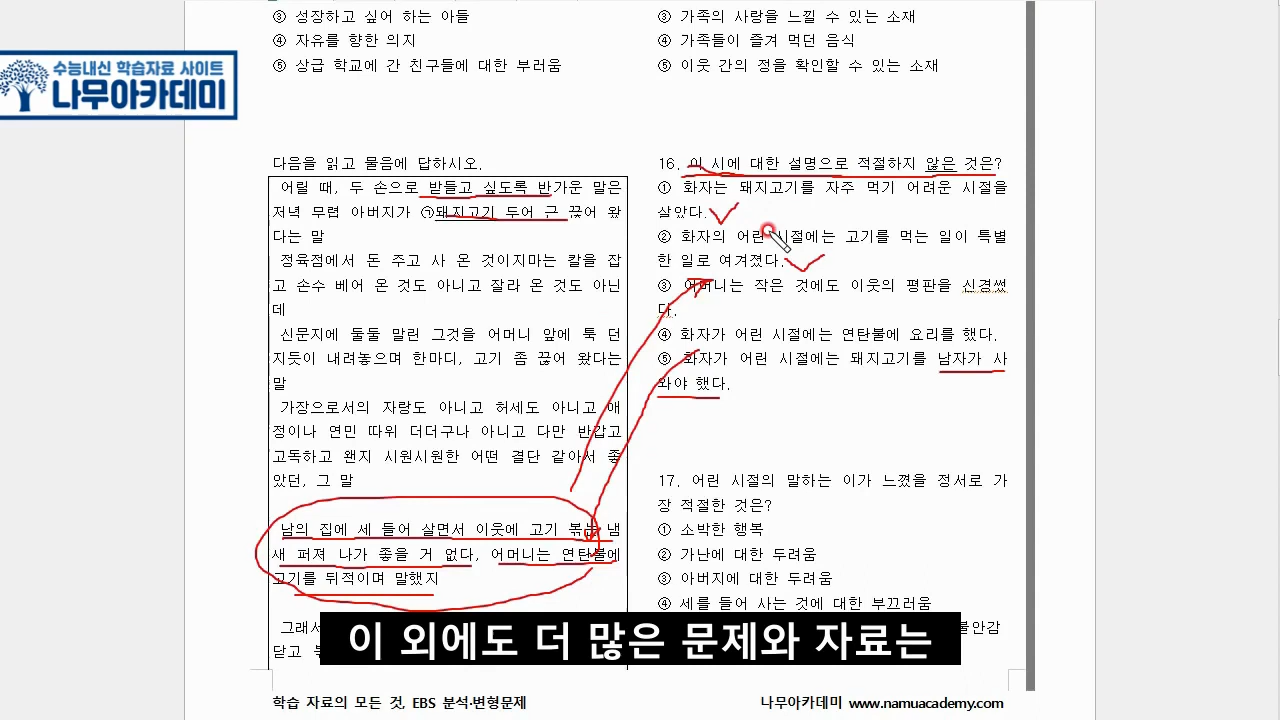 ③ 성장하고 싶어 하는 아들
④ 자유를 향한 의지
⑤ 상급 학교에 간 친구들에 대한 부러움
③ 가족의 사랑을 느낄 수 있는 소재
④ 가족들이 즐겨 먹던 음식
⑤ 이웃 간의 정을 확인할 수 있는 소재
수능내신 학습자료 사이트
나무아카데미
다음을 읽고 물음에 답하시오.
어릴 때, 두 손으로 받들고 싶도록 반가운 말은
저녁 무렵 아버지가 ㉠돼지고기 두어 근 끊어 왔
다는 말
정육점에서 돈 주고 사 온 것이지마는 칼을 잡
고 손수 베어 온 것도 아니고 잘라 온 것도 아닌
데
신문지에 둘둘 말린 그것을 어머니 앞에 툭 던
지듯이 내려놓으며 한마디, 고기 좀 끊어 왔다는
말
가장으로서의 자랑도 아니고 허세도 아니고 애
정이나 연민 따위 더더구나 아니고 다만 반갑고
고독하고 왠지 시원시원한 어떤 결단 같아서 좋
았던, 그 말
남의 집에 세 들어 살면서 이웃에 고기 볶는 냄
새 퍼져 나가 좋을 거 없다, 어머니는 연탄불에
고기를 뒤적이며 말했지
그래서
닫고
16. 이 시에 대한 설명으로 적절하지 않은 것은?
① 화자는 돼지고기를 자주 먹기 어려운 시절을
살았다.
② 화자의 어린 시절에는 고기를 먹는 일이 특별
한 일로 여겨졌다.
③ 어머니는 작은 것에도 이웃의 평판을 신경썼
다.
④ 화자가 어린 시절에는 연탄불에 요리를 했다.
⑤ 화자가 어린 시절에는 돼지고기를 남자가 사
와야 했다.
17. 어린 시절의 말하는 이가 느꼈을 정서로 가
장 적절한 것은?
① 소박한 행복
② 가난에 대한 두려움
③ 아버지에 대한 두려움
④ 세를 들어 사는 것에 대한 부끄러움
불안감
이 외에도 더 많은 문제와 자료는
학습 자료의 모든 것, EBS 분석·변형문제
나무아카데미 www.namuacademy.com